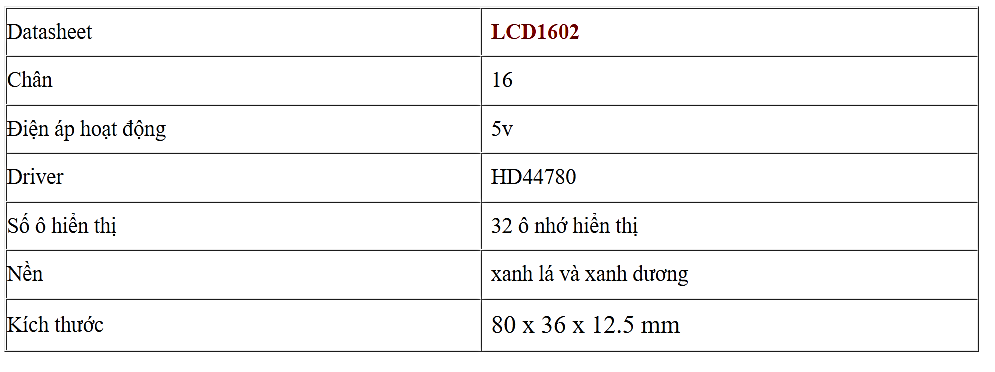 Datasheet LCD1602
Chân 16
Điện áp hoạt động 5v
Driver HD44780
Số ô hiển thị 32 ô nhớ hiển thị
Nền xanh lá và xanh dương
Kích thước 80 x 36 x 12.5 mm